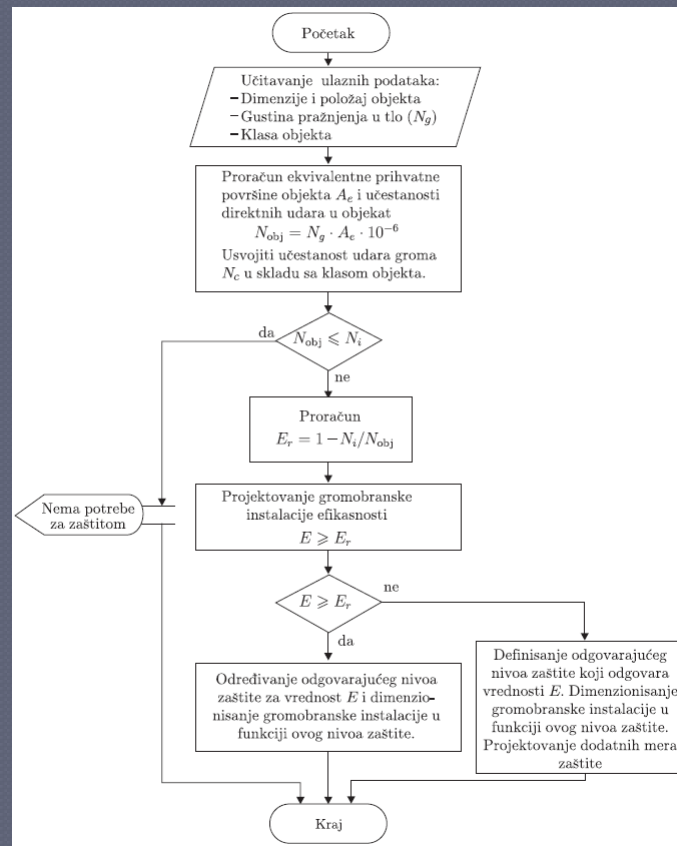 Početak
Učitavanje ulaznih podataka:
–Dimenzije i položaj objekta
–Gustina pražnjenja u tlo (N_g)
–Klasa objekta
Proračun ekvivalentne prihvatne
površine objekta A_e i učestanosti
direktnih udara u objekat
N_obj = N_g · A_e · 10⁻⁶
Usvojiti učestanost udara groma
N_c u skladu sa klasom objekta.
da
N_obj ⩽ N_i
ne
Proračun
E_r = 1 – N_i/N_obj
Nema potrebe
za zaštitom
Projektovanje gromobranske
instalacije efikasnosti
E ⩾ E_r
E ⩾ E_r
ne
da
Određivanje odgovarajućeg nivoa
zaštite za vrednost E i dimenzio-
nisanje gromobranske instalacije u
funkciji ovog nivoa zaštite.
Definisanje odgovarajućeg
nivoa zaštite koji odgovara
vrednosti E. Dimenzionisanje
gromobranske instalacije u
funkciji ovog nivoa zaštite.
Projektovanje dodatnih mera
zaštite
Kraj